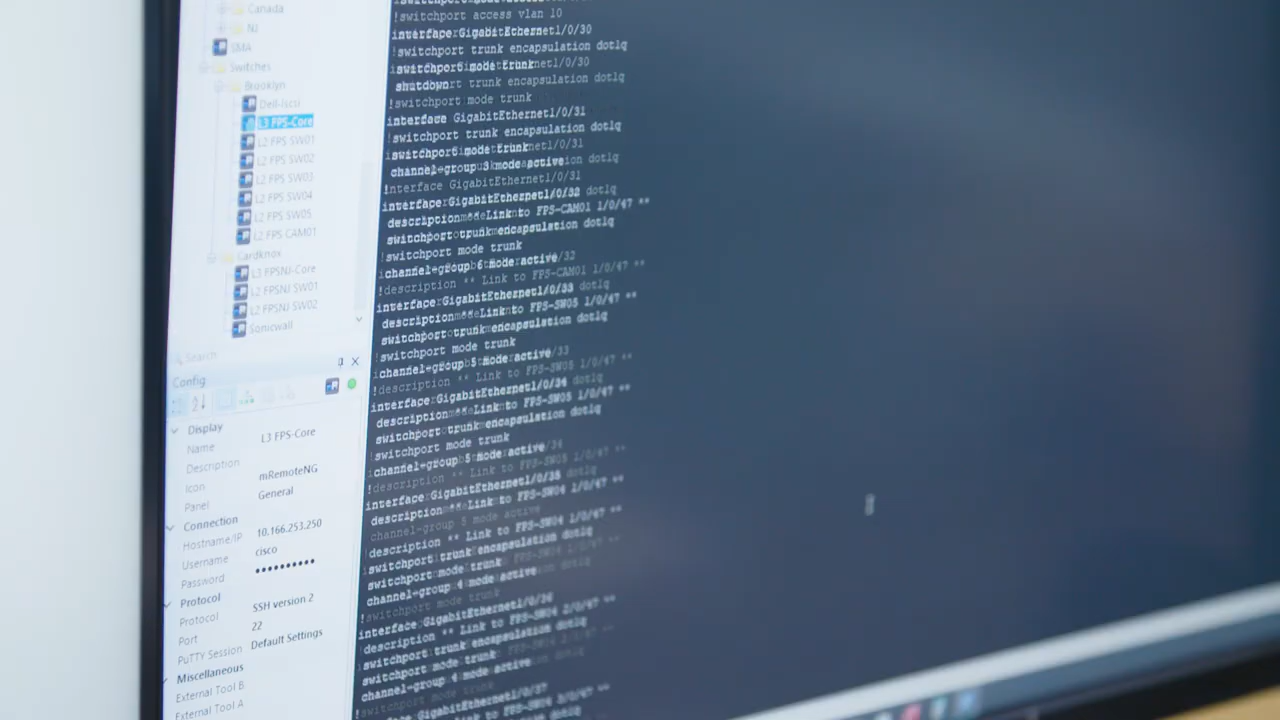 Canada
NJ
SMA
Switches
Brooklyn
Dell-Iscsi
L3 FPS-Core
L2 FPS SW01
L2 FPS SW02
L2 FPS SW03
L2 FPS SW04
L2 FPS SW05
L2 FPS CAM01
Cardknox
L3 FPSNJ-Core
L2 FPSNJ SW01
L2 FPSNJ SW02
Sonicwall
Search
Config
Display
Name L3 FPS-Core
Description
Icon mRemoteNG
Panel General
Connection
Hostname/IP 10.166.253.250
Username cisco
Password ••••••••••
Protocol
Protocol SSH version 2
Port 22
PuTTY Session Default Settings
Miscellaneous
External Tool B
External Tool A
!switchport access vlan 10
interface GigabitEthernet1/0/30
switchport trunk encapsulation dot1q
switchport mode trunk
shutdown
interface GigabitEthernet1/0/31
switchport trunk encapsulation dot1q
switchport mode trunk
channel-group 3 mode active
interface GigabitEthernet1/0/32
description ** Link to FPS-CAM01 1/0/47 **
switchport trunk encapsulation dot1q
switchport mode trunk
channel-group 6 mode active
interface GigabitEthernet1/0/33
description ** Link to FPS-SW05 1/0/47 **
switchport trunk encapsulation dot1q
switchport mode trunk
channel-group 5 mode active
interface GigabitEthernet1/0/34
description ** Link to FPS-SW05 1/0/47 **
switchport trunk encapsulation dot1q
switchport mode trunk
channel-group 5 mode active
interface GigabitEthernet1/0/35
description ** Link to FPS-SW04 1/0/47 **
switchport trunk encapsulation dot1q
switchport mode trunk
channel-group 4 mode active
interface GigabitEthernet1/0/36
description ** Link to FPS-SW04 2/0/47 **
switchport trunk encapsulation dot1q
switchport mode trunk
channel-group 4 mode active
interface GigabitEthernet1/0/37